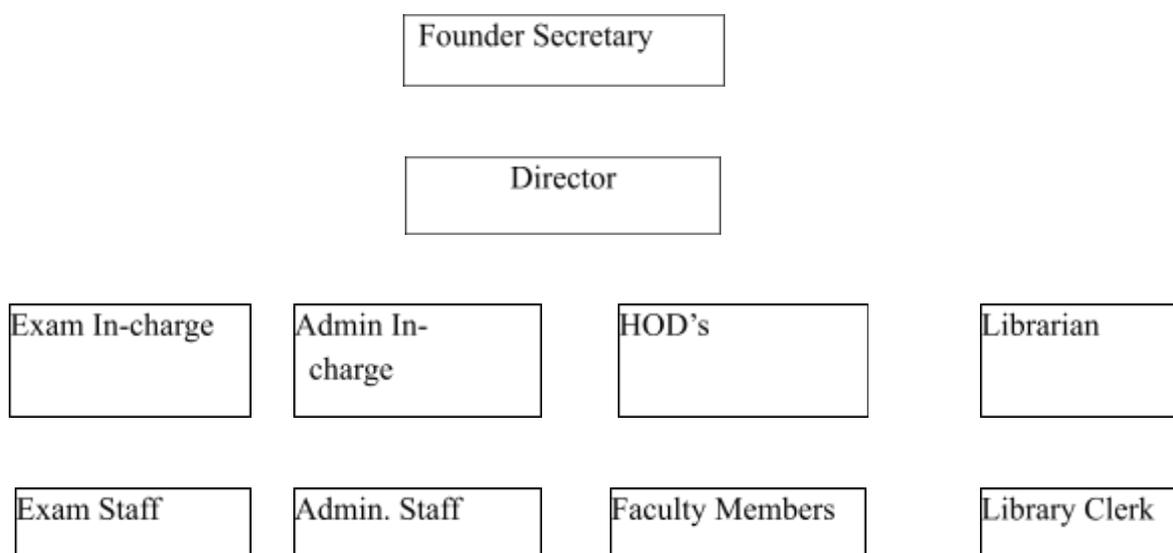 Founder Secretary
Director
Exam In-charge
Admin In-
charge
HOD’s
Librarian
Exam Staff
Admin. Staff
Faculty Members
Library Clerk